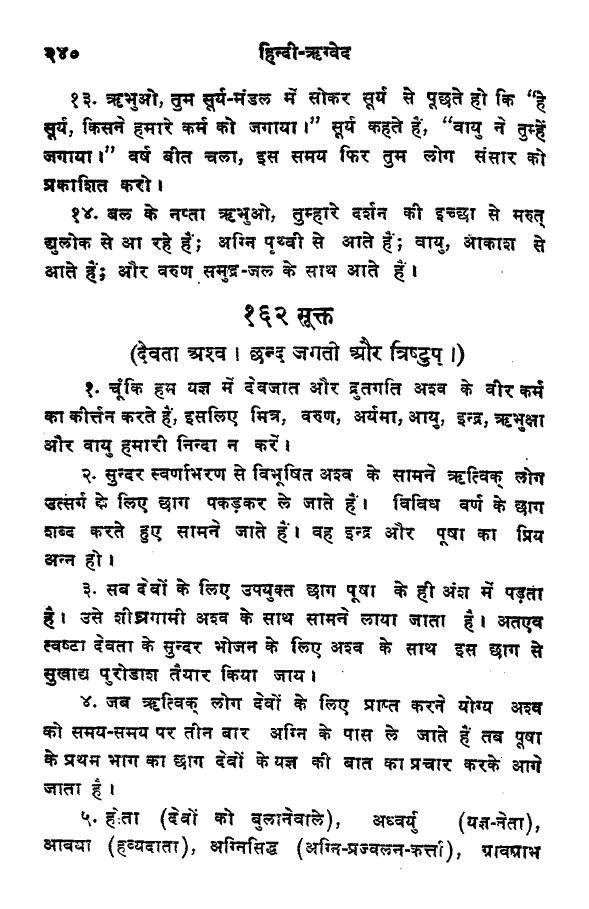 २४०
हिन्दी-ऋग्वेद
१३. ऋभुओ, तुम सूर्य-मंडल में सोकर सूर्य से पूछते हो कि “हे
सूर्य, किसने हमारे कर्म को जगाया।” सूर्य कहते हैं, “वायु ने तुम्हें
जगाया।” वर्ष बीत चला, इस समय फिर तुम लोग संसार को
प्रकाशित करो।
१४. बल के नप्ता ऋभुओ, तुम्हारे दर्शन की इच्छा से मरुत्
द्युलोक से आ रहे हैं; अग्नि पृथ्वी से आते हैं; वायु, आकाश से
आते हैं; और वरुण समुद्र-जल के साथ आते हैं।
१६२ सूक्त
(देवता अश्व। छन्द जगती और त्रिष्टुप्।)
१. चूँकि हम यज्ञ में देवजात और द्रुतगति अश्व के वीर कर्म
का कीर्त्तन करते हैं, इसलिए मित्र, वरुण, अर्यमा, आयु, इन्द्र, ऋभुक्षा
और वायु हमारी निन्दा न करें।
२. सुन्दर स्वर्णाभरण से विभूषित अश्व के सामने ऋत्विक् लोग
उत्सर्ग के लिए छाग पकड़कर ले जाते हैं। विविध वर्ण के छाग
शब्द करते हुए सामने जाते हैं। वह इन्द्र और पूषा का प्रिय
अन्न हो।
३. सब देवों के लिए उपयुक्त छाग पूषा के ही अंश में पड़ता
है। उसे शीघ्रगामी अश्व के साथ सामने लाया जाता है। अतएव
त्वष्टा देवता के सुन्दर भोजन के लिए अश्व के साथ इस छाग से
सुखाद्य पुरोडाश तैयार किया जाय।
४. जब ऋत्विक् लोग देवों के लिए प्राप्त करने योग्य अश्व
को समय-समय पर तीन बार अग्नि के पास ले जाते हैं तब पूषा
के प्रथम भाग का छाग देवों के यज्ञ की बात का प्रचार करके आगे
जाता है।
५. होता (देवों को बुलानेवाले), अध्वर्यु (यज्ञ-नेता),
आवया (हव्यदाता), अग्निसिद्ध (अग्नि-प्रज्वलन-कर्त्ता), ग्रावग्राभ